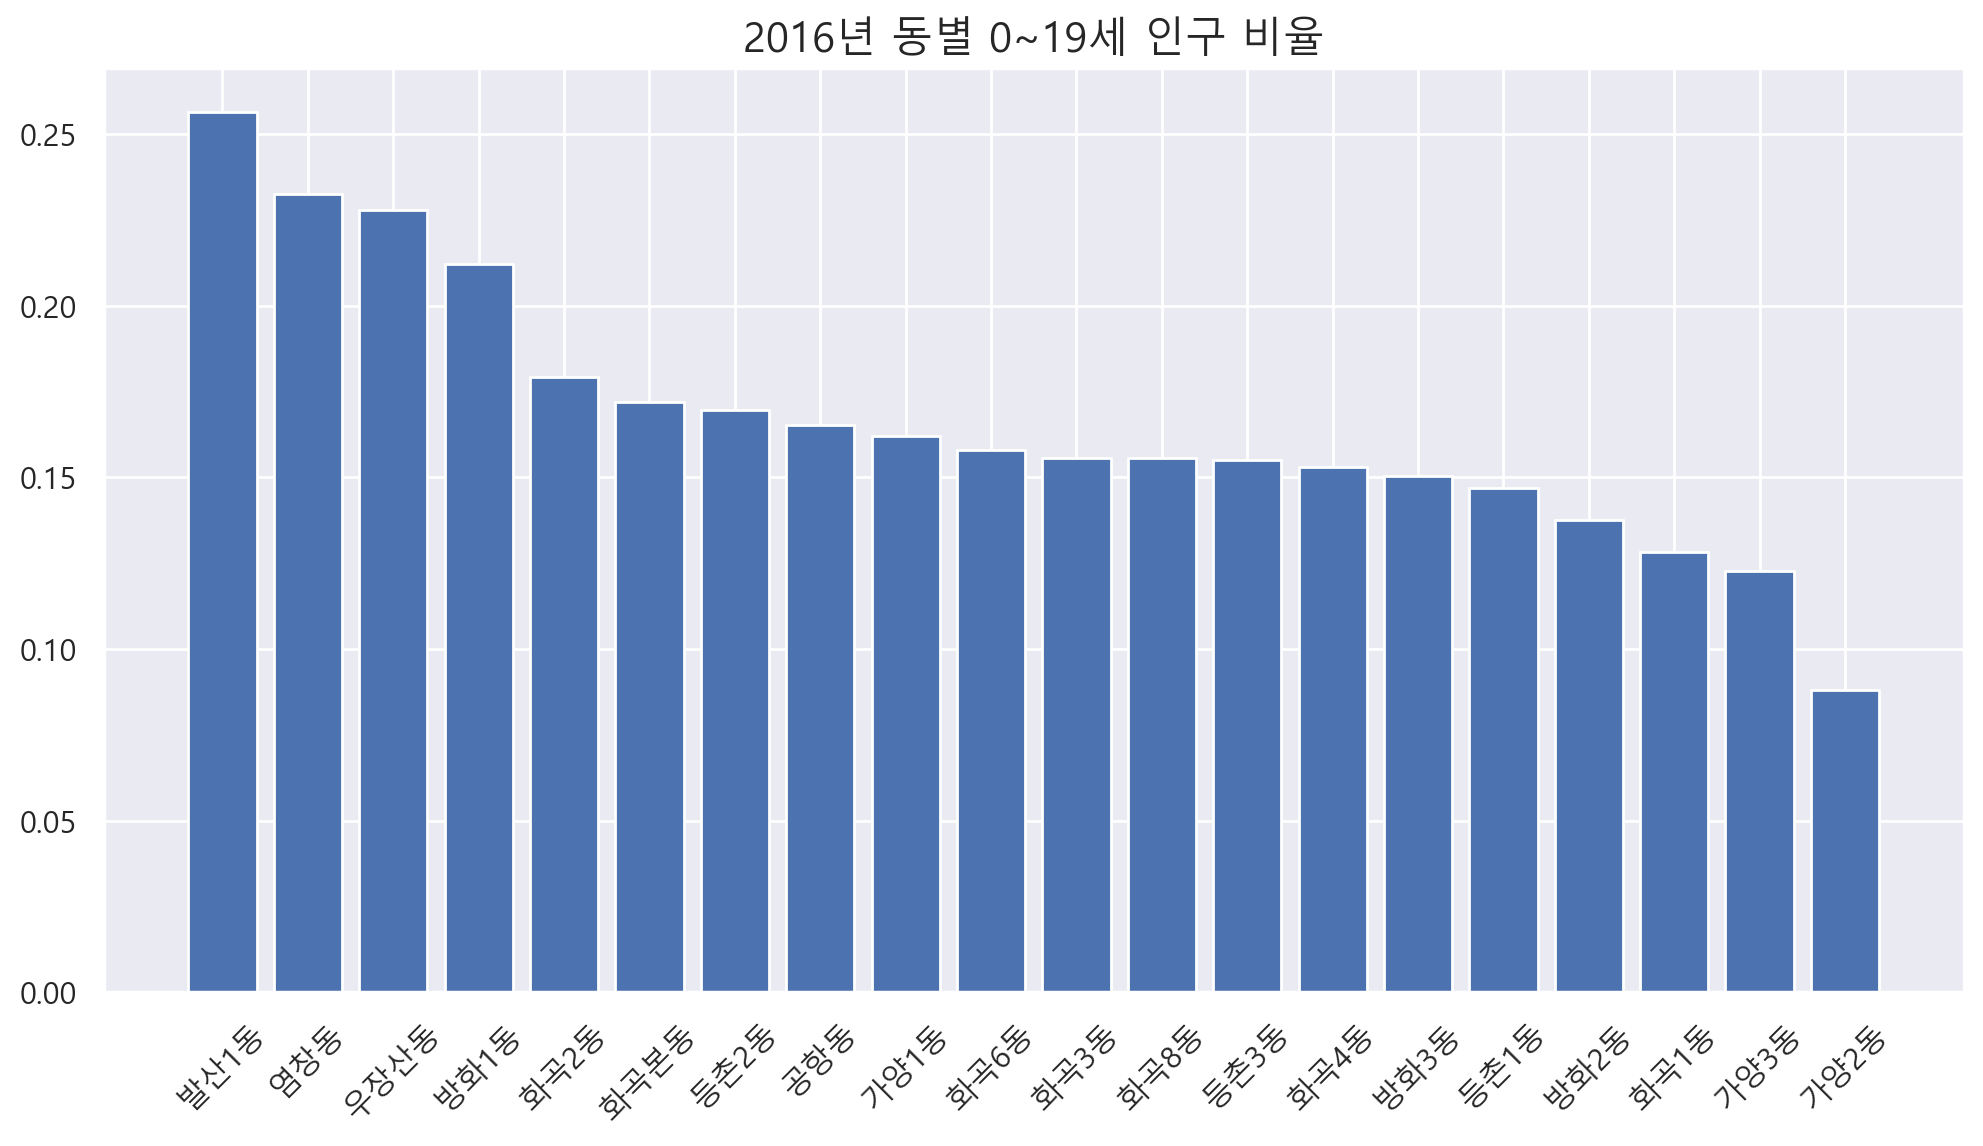 2016년 동별 0~19세 인구 비율
0.25
0.20
0.15
0.10
0.05
0.00
발산1동
염창동
우장산동
방화1동
화곡2동
화곡본동
등촌2동
공항동
가양1동
화곡6동
화곡3동
화곡8동
등촌3동
화곡4동
방화3동
등촌1동
방화2동
화곡1동
가양3동
가양2동